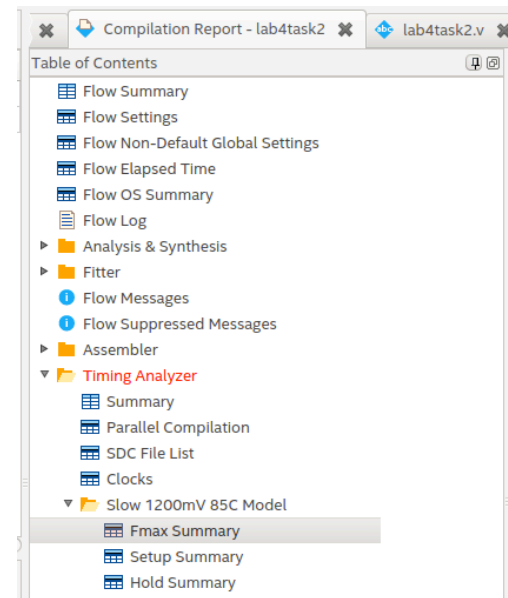 Compilation Report - lab4task2
abc lab4task2.v
Table of Contents
Flow Summary
Flow Settings
Flow Non-Default Global Settings
Flow Elapsed Time
Flow OS Summary
Flow Log
Analysis & Synthesis
Fitter
Flow Messages
Flow Suppressed Messages
Assembler
Timing Analyzer
Summary
Parallel Compilation
SDC File List
Clocks
Slow 1200mV 85C Model
Fmax Summary
Setup Summary
Hold Summary